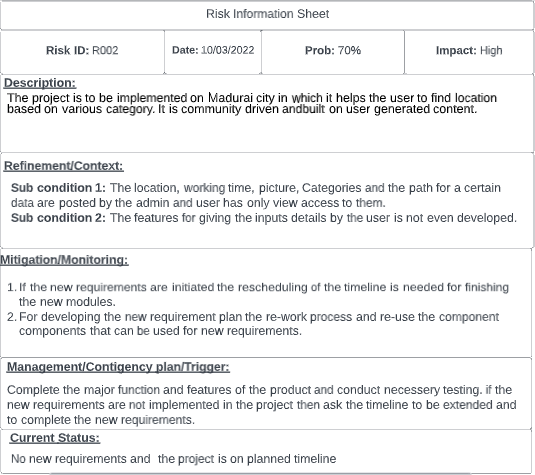 Risk Information Sheet
Risk ID: R002
Date: 10/03/2022
Prob: 70%
Impact: High
Description:
The project is to be implemented on Madurai city in which it helps the user to find location
based on various category. It is community driven andbuilt on user generated content.
Refinement/Context:
Sub condition 1: The location, working time, picture, Categories and the path for a certain
data are posted by the admin and user has only view access to them.
Sub condition 2: The features for giving the inputs details by the user is not even developed.
Mitigation/Monitoring:
1. If the new requirements are initiated the rescheduling of the timeline is needed for finishing
the new modules.
2. For developing the new requirement plan the re-work process and re-use the component
components that can be used for new requirements.
Management/Contigency plan/Trigger:
Complete the major function and features of the product and conduct necessery testing. if the
new requirements are not implemented in the project then ask the timeline to be extended and
to complete the new requirements.
Current Status:
No new requirements and the project is on planned timeline